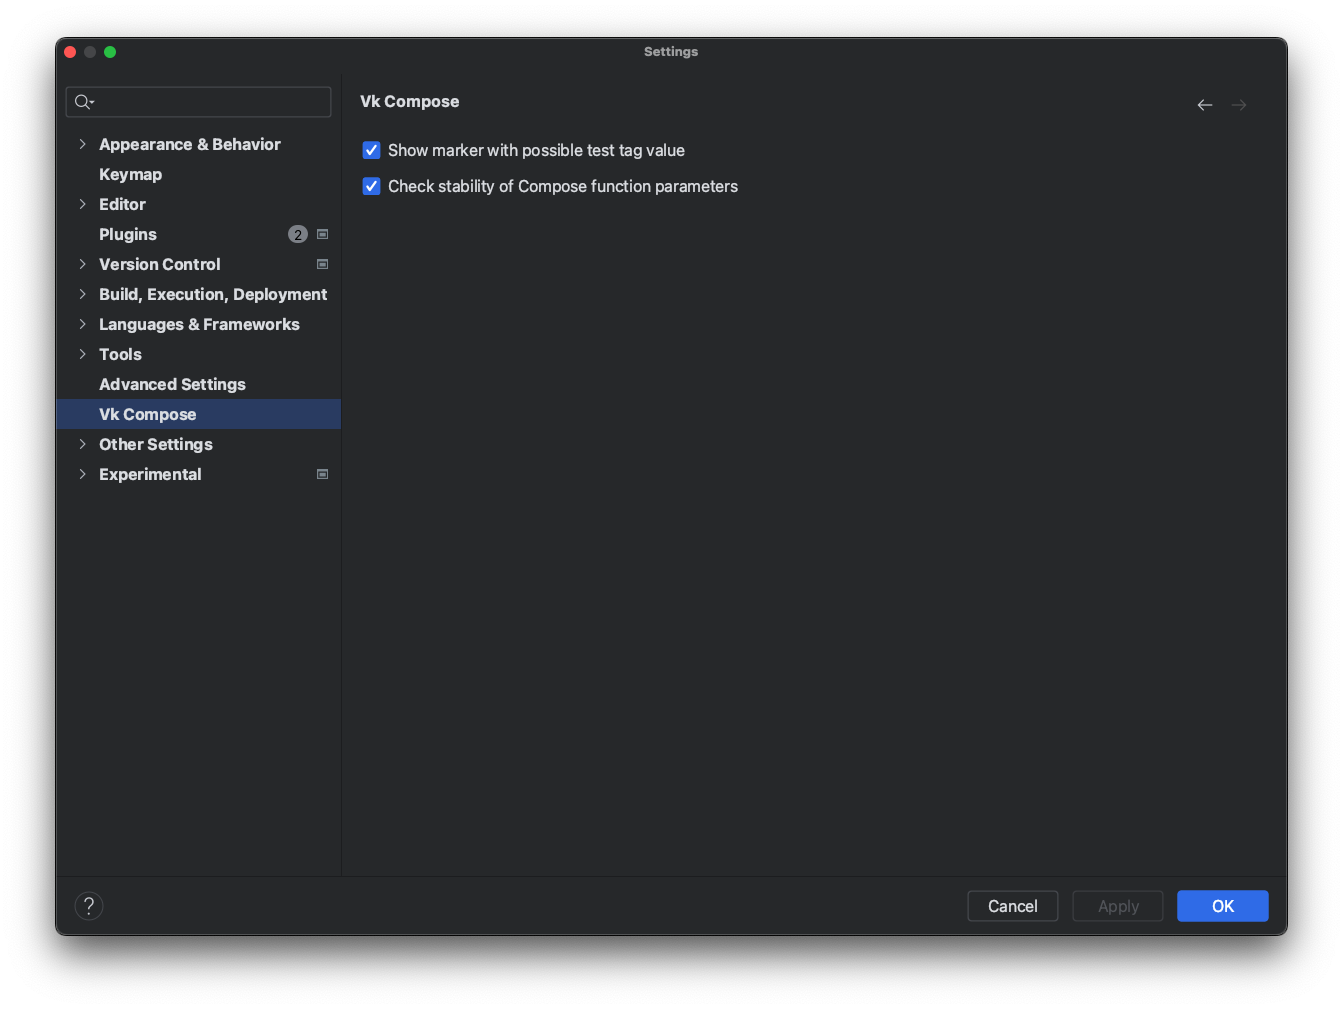 Settings
Vk Compose
Show marker with possible test tag value
Check stability of Compose function parameters
Appearance & Behavior
Keymap
Editor
Plugins 2
Version Control
Build, Execution, Deployment
Languages & Frameworks
Tools
Advanced Settings
Vk Compose
Other Settings
Experimental
?
Cancel Apply OK